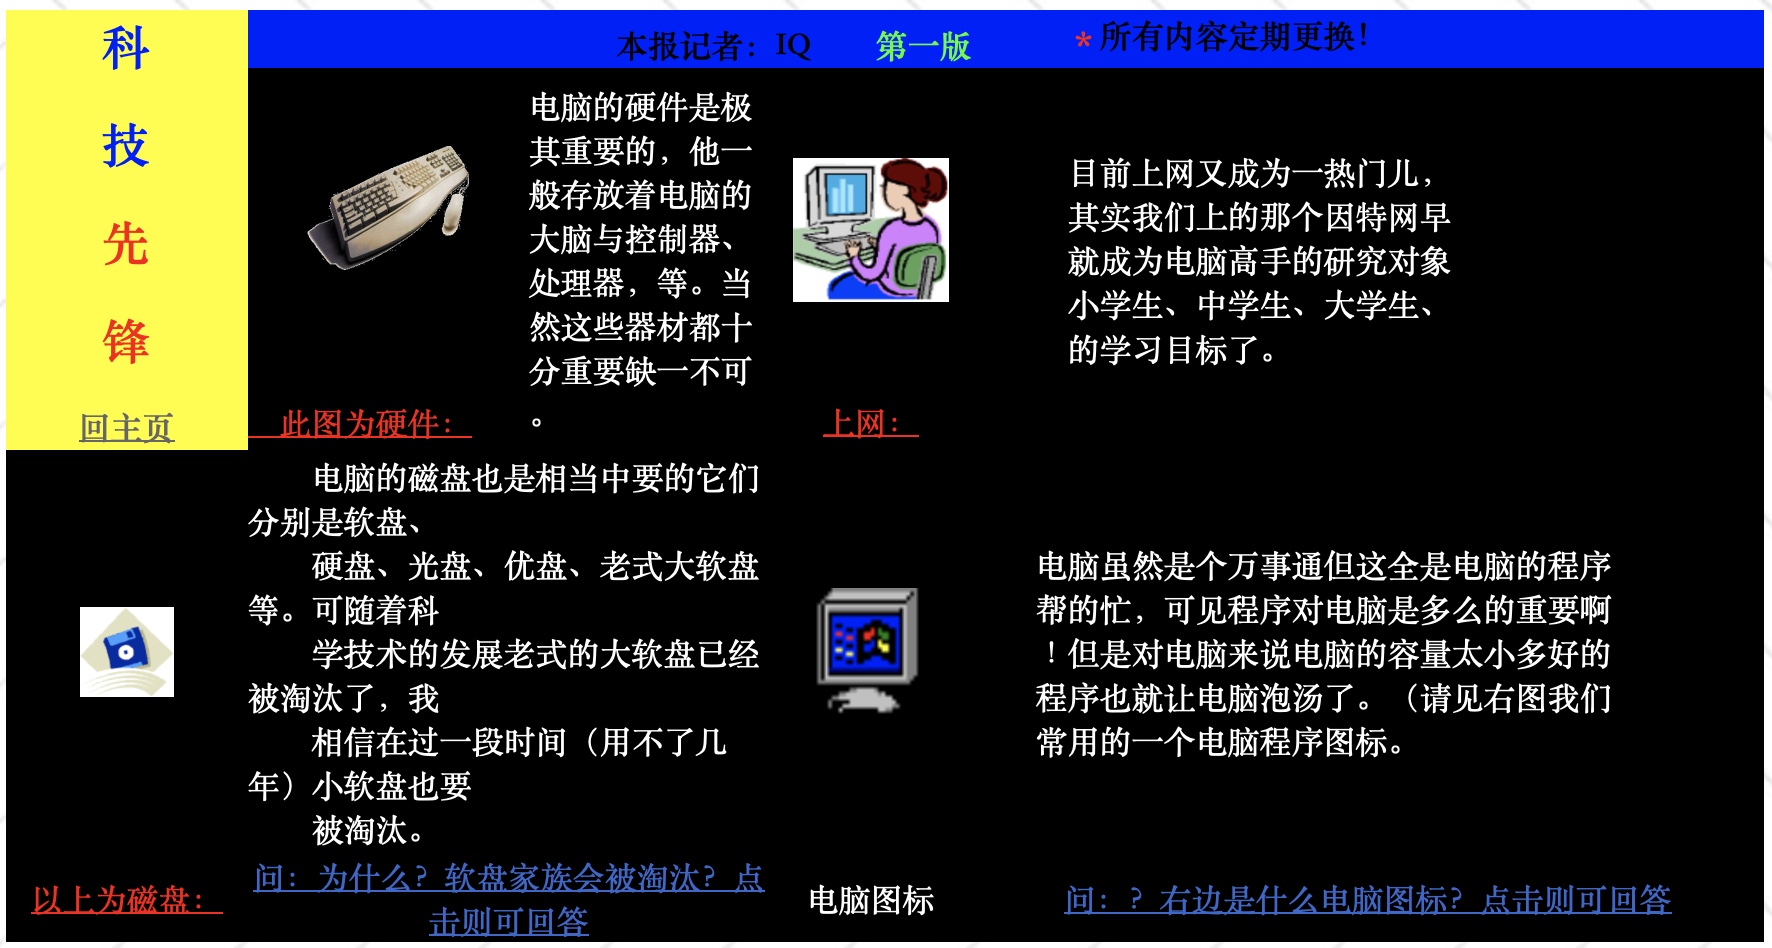 科
技
先
锋
回主页
本报记者：IQ 第一版 *所有内容定期更换！
电脑的硬件是极
其重要的，他一
般存放着电脑的
大脑与控制器、
处理器，等。当
然这些器材都十
分重要缺一不可
。
此图为硬件：
目前上网又成为一热门儿，
其实我们上的那个因特网早
就成为电脑高手的研究对象
小学生、中学生、大学生、
的学习目标了。
上网：
电脑的磁盘也是相当中要的它们
分别是软盘、
硬盘、光盘、优盘、老式大软盘
等。可随着科
学技术的发展老式的大软盘已经
被淘汰了，我
相信在过一段时间（用不了几
年）小软盘也要
被淘汰。
以上为磁盘：
问：为什么？软盘家族会被淘汰？点
击则可回答
电脑虽然是个万事通但这全是电脑的程序
帮的忙，可见程序对电脑是多么的重要啊
！但是对电脑来说电脑的容量太小多好的
程序也就让电脑泡汤了。（请见右图我们
常用的一个电脑程序图标。
电脑图标
问：？右边是什么电脑图标？点击则可回答